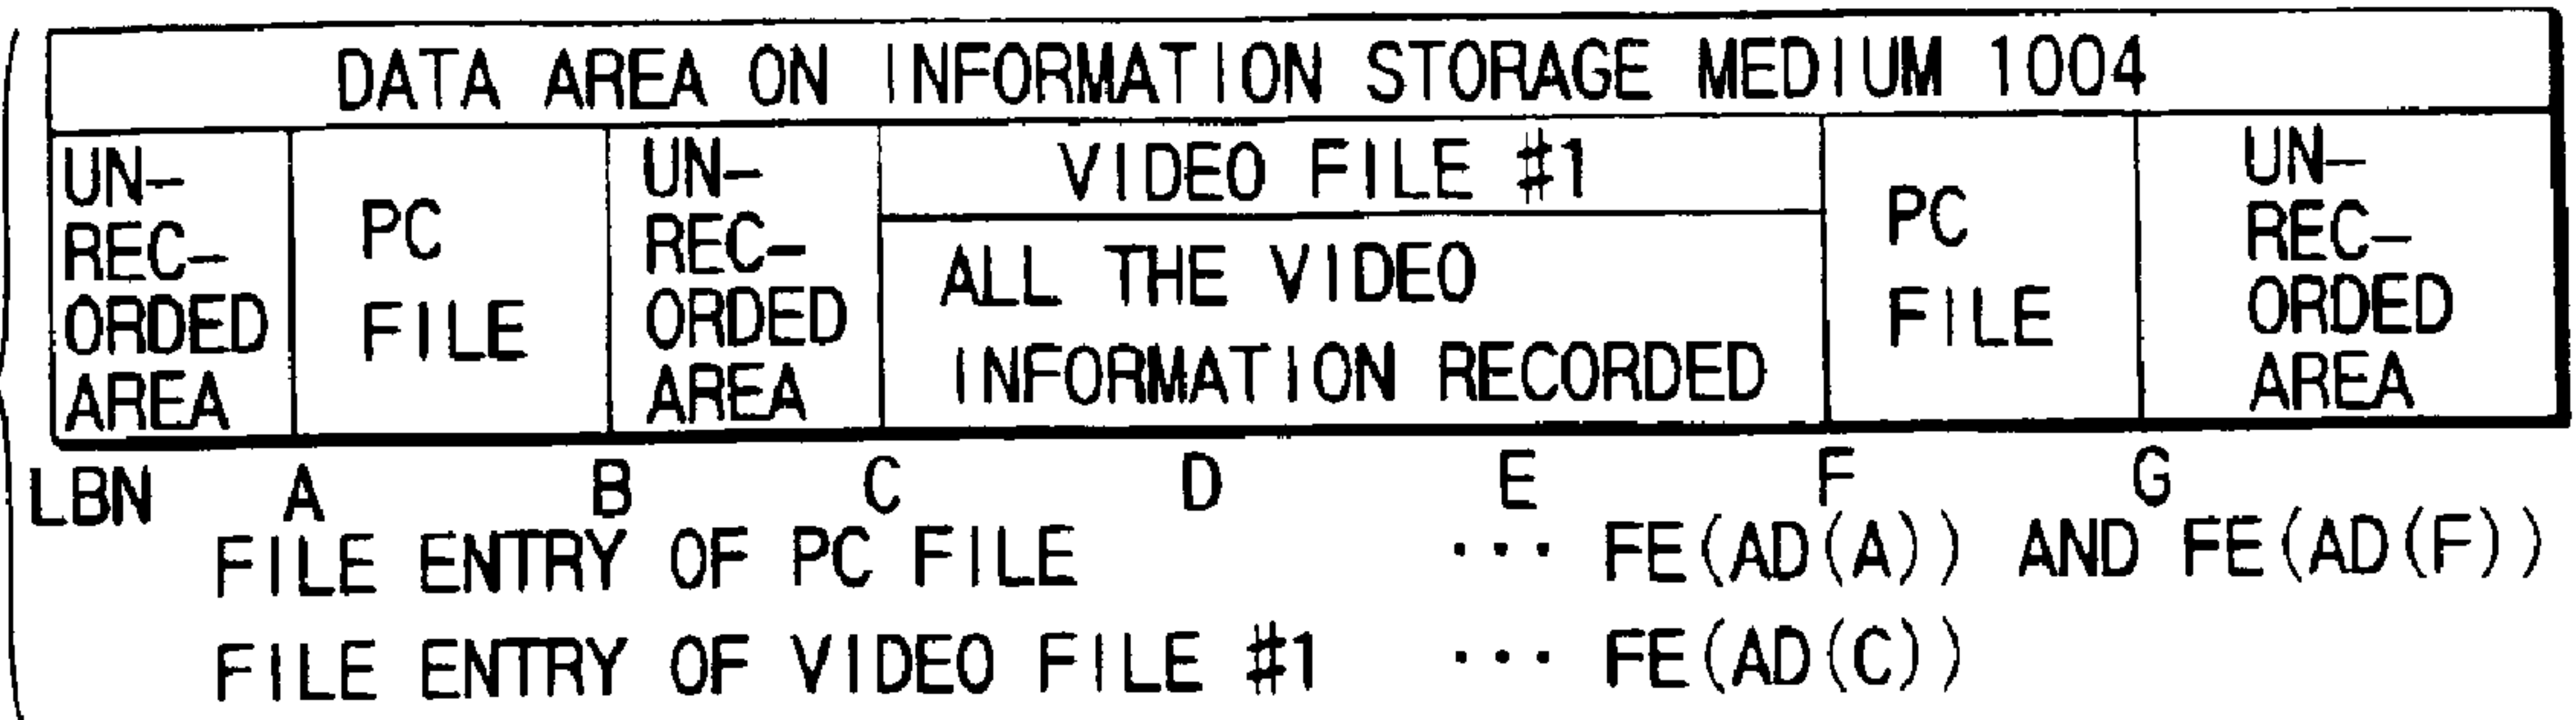 DATA AREA ON INFORMATION STORAGE MEDIUM 1004
UN-
REC-
ORDED
AREA
PC
FILE
UN-
REC-
ORDED
AREA
VIDEO FILE #1
ALL THE VIDEO
INFORMATION RECORDED
PC
FILE
UN-
REC-
ORDED
AREA
LBN A B C D E F G
FILE ENTRY OF PC FILE ··· FE(AD(A)) AND FE(AD(F))
FILE ENTRY OF VIDEO FILE #1 ··· FE(AD(C))